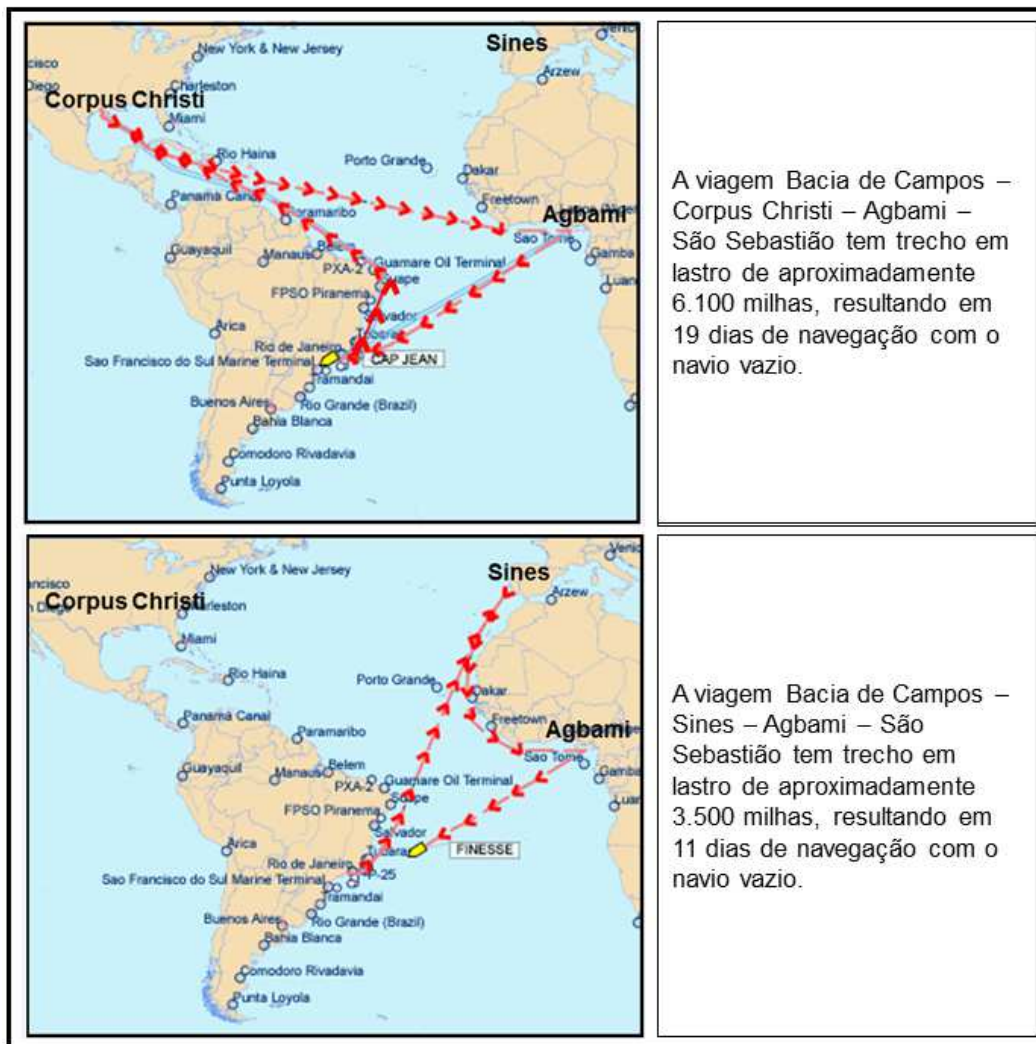 Sines
New York & New Jersey
Arzew
Charleston
Corpus Christi
Miami
Rio Haina
Porto Grande
Dakar
Panama Canal
Freetown
Agbami
Sao Tome
Gamba
Guayaquil
Manaus
Belem
Guamare Oil Terminal
PXA-2
FPSO Piranema
Salvador
Arica
Rio de Janeiro
Sao Francisco do Sul Marine Terminal
CAP JEAN
Tramandai
Buenos Aires
Rio Grande (Brazil)
Bahia Blanca
Comodoro Rivadavia
Punta Loyola
A viagem Bacia de Campos –
Corpus Christi – Agbami –
São Sebastião tem trecho em
lastro de aproximadamente
6.100 milhas, resultando em
19 dias de navegação com o
navio vazio.
Sines
New York & New Jersey
Arzew
Corpus Christi
Miami
Rio Haina
Porto Grande
Dakar
Panama Canal
Freetown
Paramaribo
Agbami
Sao Tome
Gamba
Guayaquil
Manaus
Belem
Guamare Oil Terminal
PXA-2
FPSO Piranema
Salvador
Arica
FINESSE
Rio de Janeiro
P-25
Sao Francisco do Sul Marine Terminal
Tramandai
Buenos Aires
Rio Grande (Brazil)
Bahia Blanca
Comodoro Rivadavia
Punta Loyola
A viagem Bacia de Campos –
Sines – Agbami – São
Sebastião tem trecho em
lastro de aproximadamente
3.500 milhas, resultando em
11 dias de navegação com o
navio vazio.